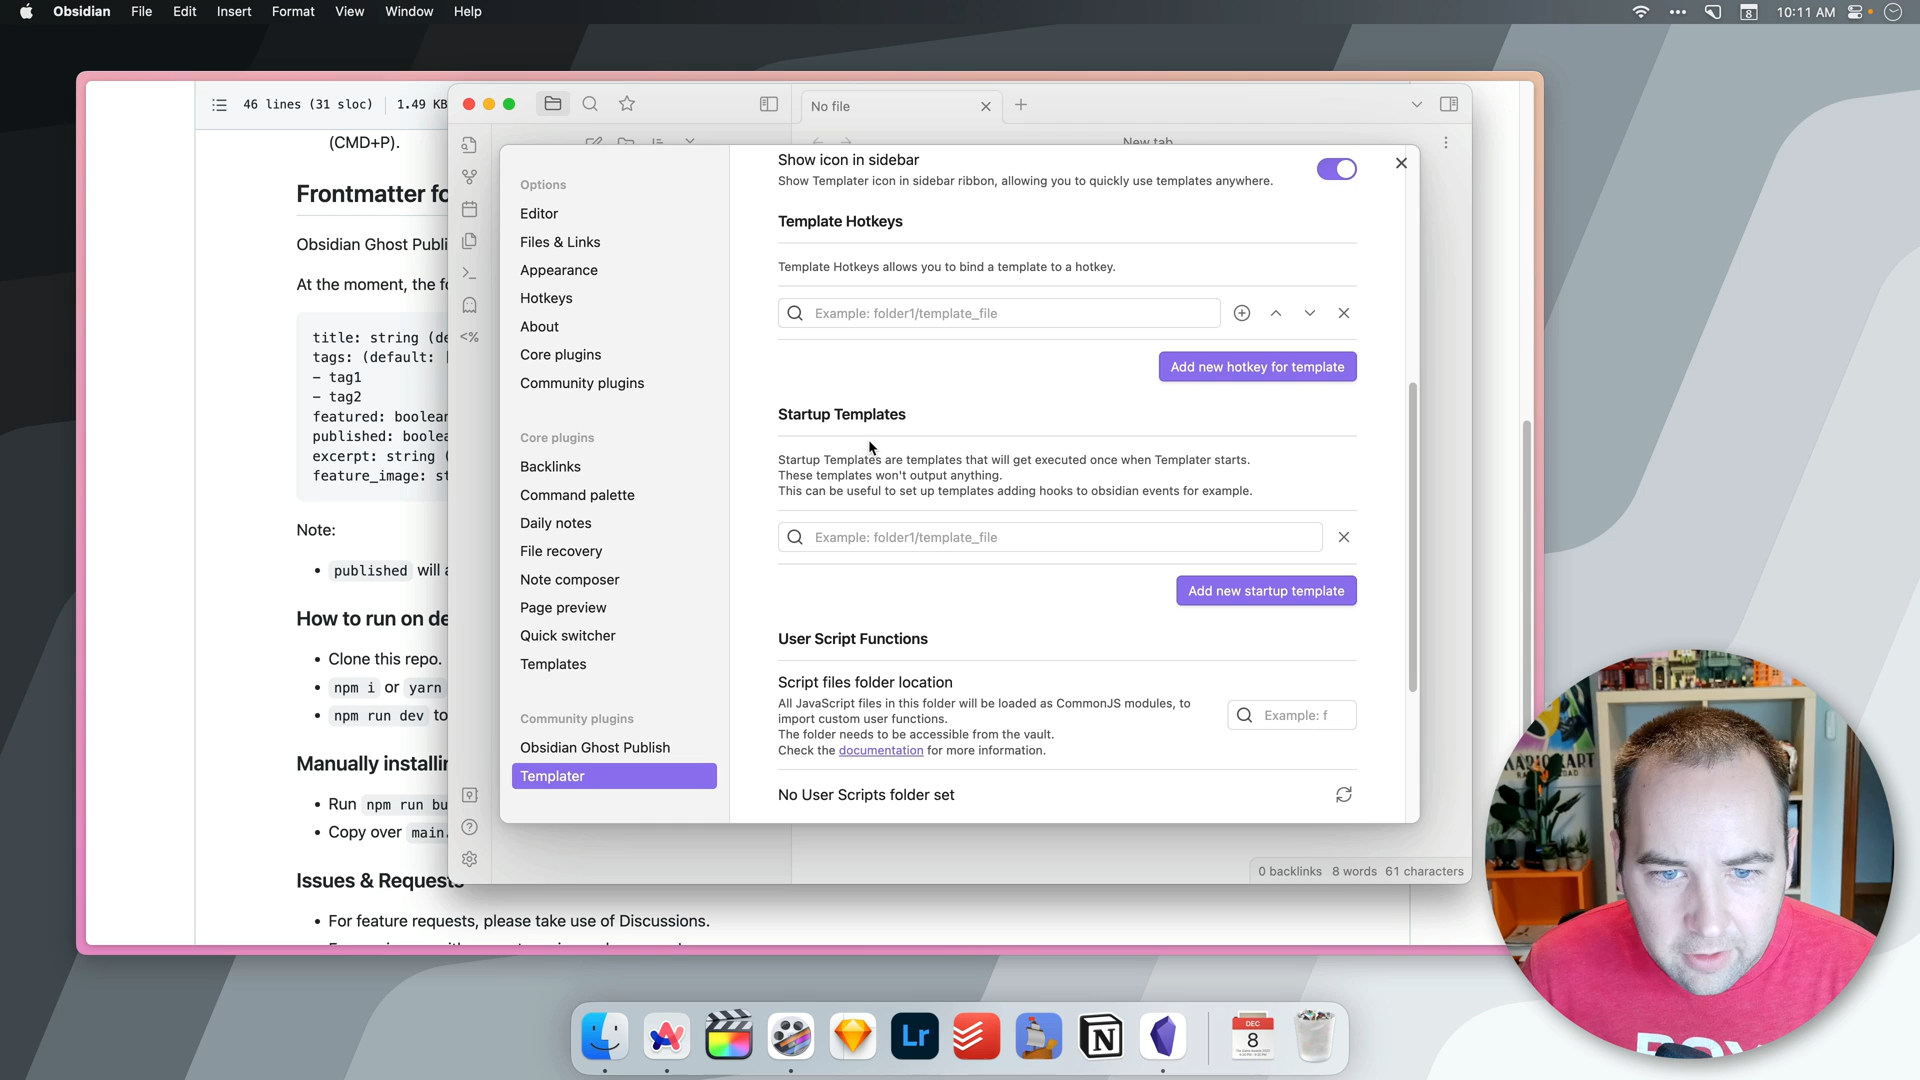 Obsidian File Edit Insert Format View Window Help
8 10:11 AM
46 lines (31 sloc) 1.49 KB
(CMD+P).
Frontmatter fo
Obsidian Ghost Publi
At the moment, the fo
title: string (de
tags: (default: [
- tag1
- tag2
featured: boolean
published: boolea
excerpt: string (
feature_image: st
Note:
• published will a
How to run on de
• Clone this repo.
• npm i or yarn
• npm run dev to
Manually installin
• Run npm run bu
• Copy over main.
Issues & Requests
• For feature requests, please take use of Discussions.
No file
New tab
<%
Options
Editor
Files & Links
Appearance
Hotkeys
About
Core plugins
Community plugins
Core plugins
Backlinks
Command palette
Daily notes
File recovery
Note composer
Page preview
Quick switcher
Templates
Community plugins
Obsidian Ghost Publish
Templater
Show icon in sidebar
Show Templater icon in sidebar ribbon, allowing you to quickly use templates anywhere.
Template Hotkeys
Template Hotkeys allows you to bind a template to a hotkey.
Example: folder1/template_file
Add new hotkey for template
Startup Templates
Startup Templates are templates that will get executed once when Templater starts.
These templates won't output anything.
This can be useful to set up templates adding hooks to obsidian events for example.
Example: folder1/template_file
Add new startup template
User Script Functions
Script files folder location
All JavaScript files in this folder will be loaded as CommonJS modules, to
import custom user functions.
The folder needs to be accessible from the vault.
Check the documentation for more information.
Example: f
No User Scripts folder set
0 backlinks 8 words 61 characters
Lr
N
DEC
8